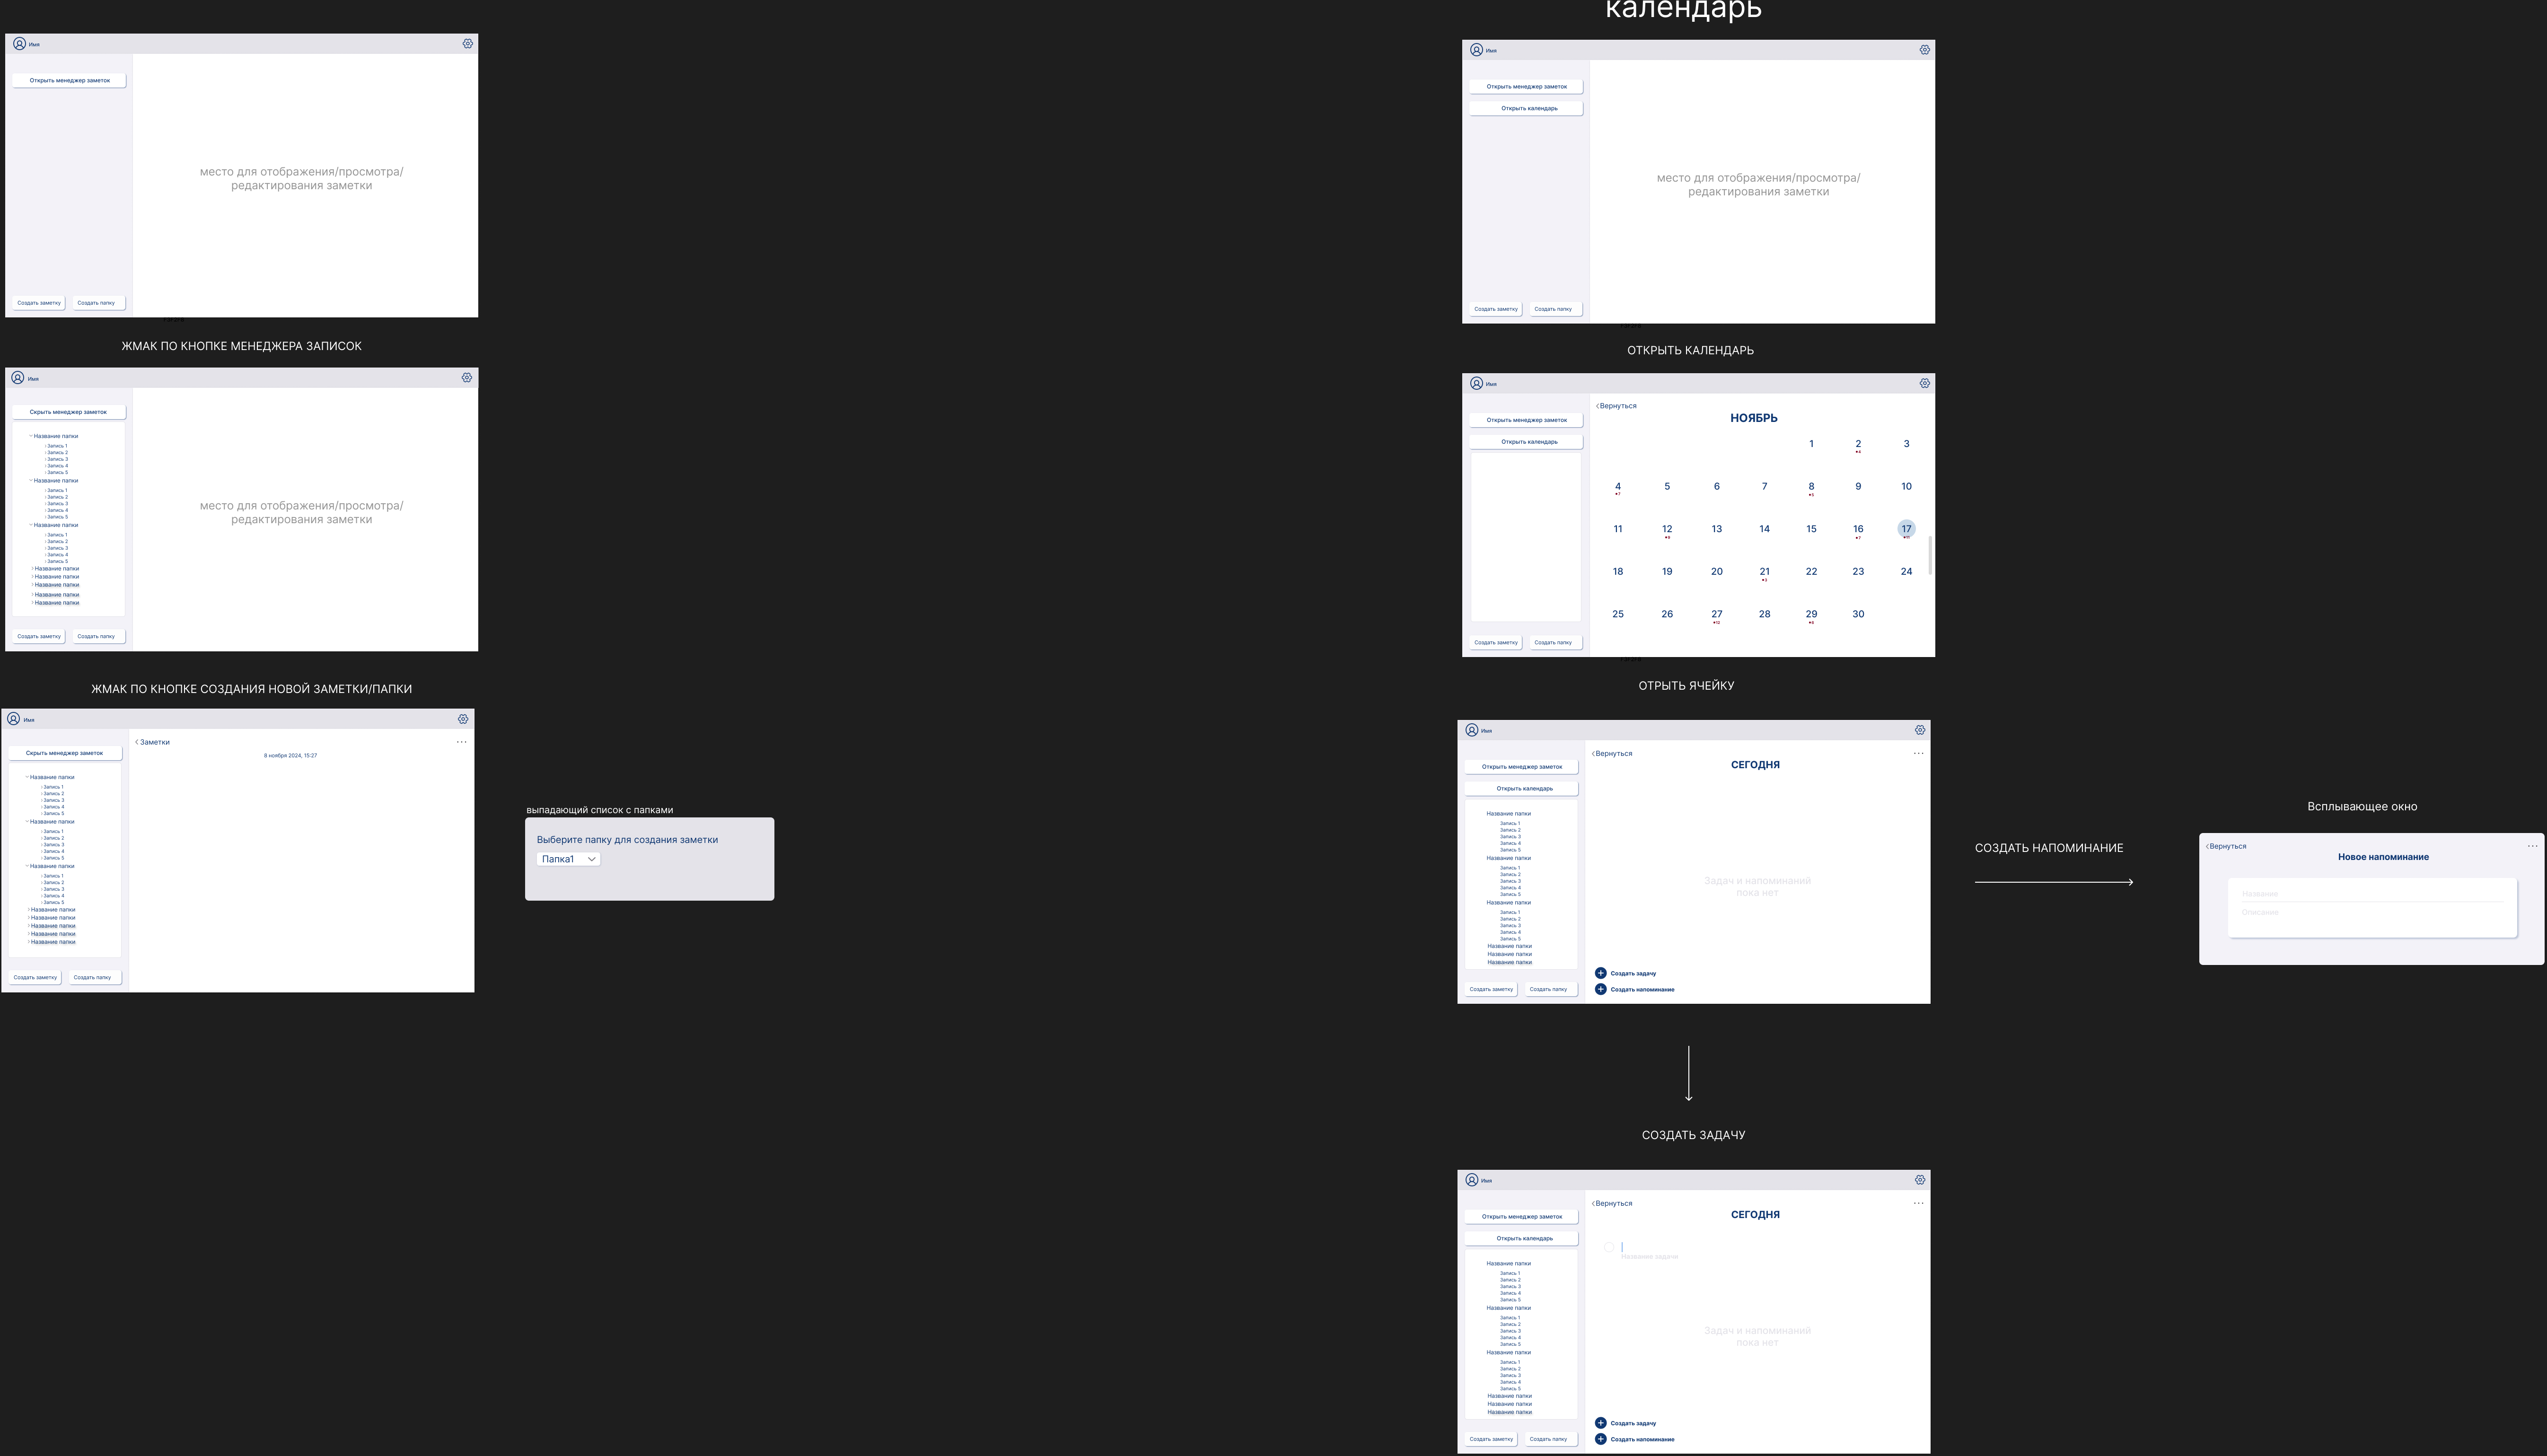 календарь
Имя
Открыть менеджер заметок
место для отображения/просмотра/
редактирования заметки
Создать заметку Создать папку
ЖМАК ПО КНОПКЕ МЕНЕДЖЕРА ЗАПИСОК
Имя
Скрыть менеджер заметок
Название папки
Запись 1
Запись 2
Запись 3
Запись 4
Запись 5
Название папки
Запись 1
Запись 2
Запись 3
Запись 4
Запись 5
Название папки
Запись 1
Запись 2
Запись 3
Запись 4
Запись 5
Название папки
Название папки
Название папки
Название папки
Название папки
место для отображения/просмотра/
редактирования заметки
Создать заметку Создать папку
ЖМАК ПО КНОПКЕ СОЗДАНИЯ НОВОЙ ЗАМЕТКИ/ПАПКИ
Имя
Скрыть менеджер заметок
Название папки
Запись 1
Запись 2
Запись 3
Запись 4
Запись 5
Название папки
Запись 1
Запись 2
Запись 3
Запись 4
Запись 5
Название папки
Запись 1
Запись 2
Запись 3
Запись 4
Запись 5
Название папки
Название папки
Название папки
Название папки
Название папки
Заметки
8 ноября 2024, 15:27
Создать заметку Создать папку
выпадающий список с папками
Выберите папку для создания заметки
Папка1
Имя
Открыть менеджер заметок
Открыть календарь
место для отображения/просмотра/
редактирования заметки
Создать заметку Создать папку
ОТКРЫТЬ КАЛЕНДАРЬ
Имя
Открыть менеджер заметок
Открыть календарь
Вернуться
НОЯБРЬ
1 2 3
4 5 6 7 8 9 10
11 12 13 14 15 16 17
18 19 20 21 22 23 24
25 26 27 28 29 30
Создать заметку Создать папку
ОТРЫТЬ ЯЧЕЙКУ
Имя
Открыть менеджер заметок
Открыть календарь
Название папки
Запись 1
Запись 2
Запись 3
Запись 4
Запись 5
Название папки
Запись 1
Запись 2
Запись 3
Запись 4
Запись 5
Название папки
Запись 1
Запись 2
Запись 3
Запись 4
Запись 5
Название папки
Название папки
Название папки
Вернуться
СЕГОДНЯ
Задач и напоминаний
пока нет
Создать задачу
Создать напоминание
Создать заметку Создать папку
СОЗДАТЬ НАПОМИНАНИЕ
Всплывающее окно
Вернуться
Новое напоминание
Название
Описание
СОЗДАТЬ ЗАДАЧУ
Имя
Открыть менеджер заметок
Открыть календарь
Название папки
Запись 1
Запись 2
Запись 3
Запись 4
Запись 5
Название папки
Запись 1
Запись 2
Запись 3
Запись 4
Запись 5
Название папки
Запись 1
Запись 2
Запись 3
Запись 4
Запись 5
Название папки
Название папки
Название папки
Вернуться
СЕГОДНЯ
Название задачи
Задач и напоминаний
пока нет
Создать задачу
Создать напоминание
Создать заметку Создать папку